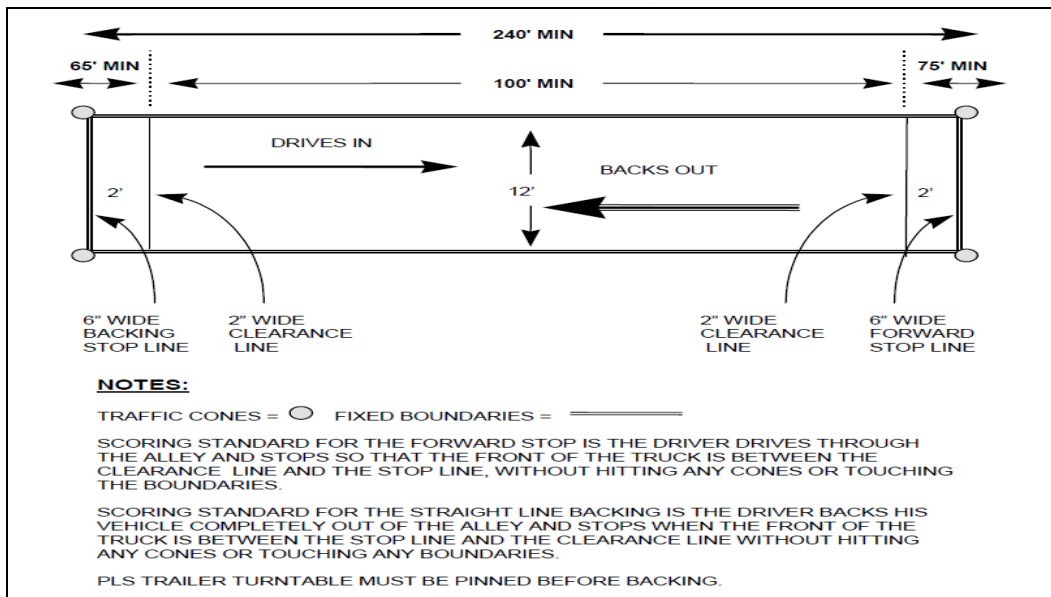 240' MIN
65' MIN
75' MIN
100' MIN
DRIVES IN
BACKS OUT
2'
12'
2'
6" WIDE
BACKING
STOP LINE
2" WIDE
CLEARANCE
LINE
2" WIDE
CLEARANCE
LINE
6" WIDE
FORWARD
STOP LINE
NOTES:
TRAFFIC CONES = FIXED BOUNDARIES =
SCORING STANDARD FOR THE FORWARD STOP IS THE DRIVER DRIVES THROUGH
THE ALLEY AND STOPS SO THAT THE FRONT OF THE TRUCK IS BETWEEN THE
CLEARANCE LINE AND THE STOP LINE, WITHOUT HITTING ANY CONES OR TOUCHING
THE BOUNDARIES.
SCORING STANDARD FOR THE STRAIGHT LINE BACKING IS THE DRIVER BACKS HIS
VEHICLE COMPLETELY OUT OF THE ALLEY AND STOPS WHEN THE FRONT OF THE
TRUCK IS BETWEEN THE STOP LINE AND THE CLEARANCE LINE WITHOUT HITTING
ANY CONES OR TOUCHING ANY BOUNDARIES.
PLS TRAILER TURNTABLE MUST BE PINNED BEFORE BACKING.